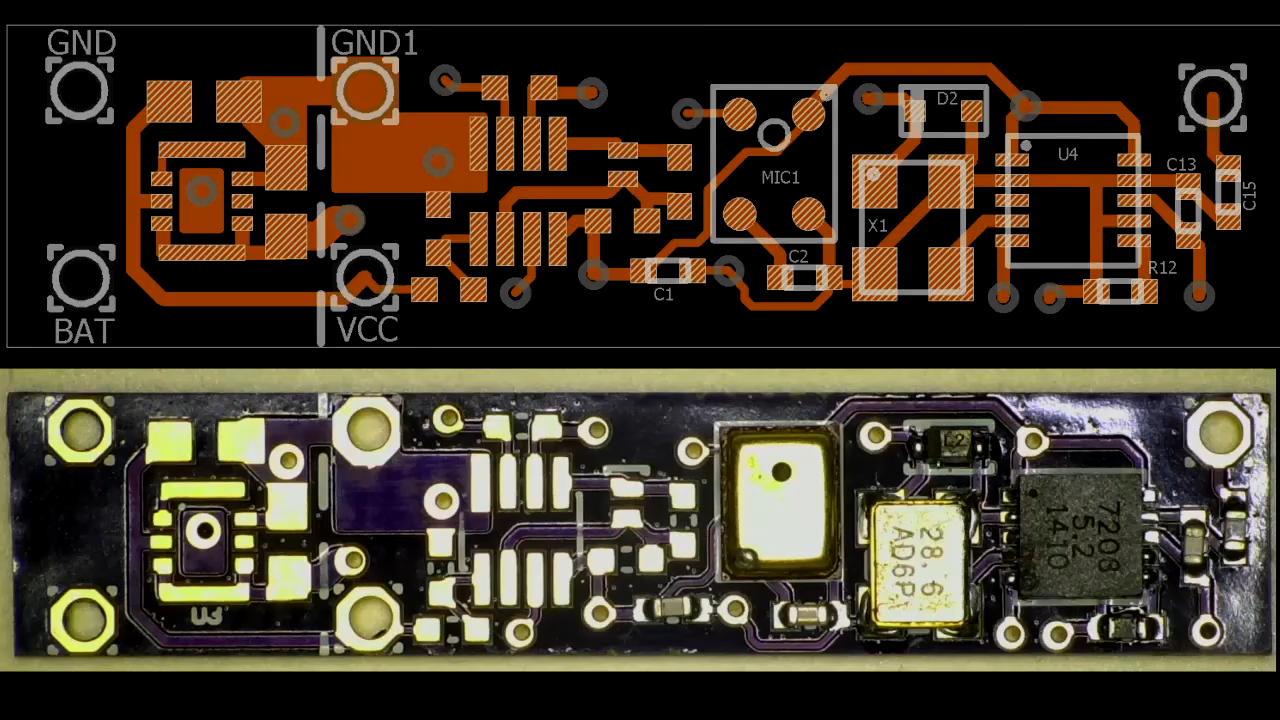 GND
GND1
D2
U4
C13
MIC1
C15
X1
C2
R12
C1
BAT
VCC
U3
28.6
AD6P
7208
5.2
1410